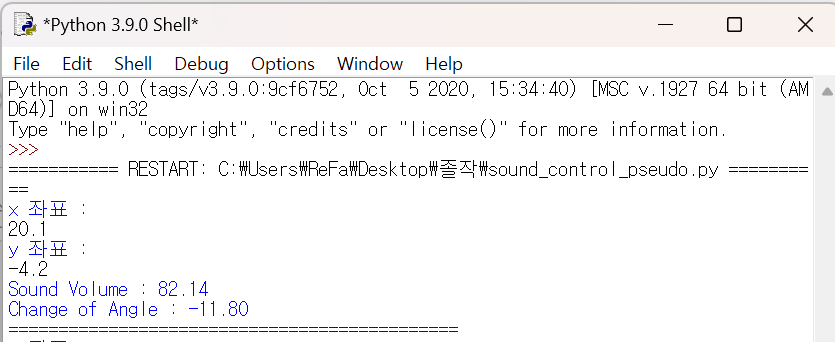 *Python 3.9.0 Shell*
File Edit Shell Debug Options Window Help
Python 3.9.0 (tags/v3.9.0:9cf6752, Oct  5 2020, 15:34:40) [MSC v.1927 64 bit (AM
D64)] on win32
Type "help", "copyright", "credits" or "license()" for more information.
>>>
=========== RESTART: C:₩Users₩ReFa₩Desktop₩졸작₩sound_control_pseudo.py ========
==
x 좌표 :
20.1
y 좌표 :
-4.2
Sound Volume : 82.14
Change of Angle : -11.80
=============================================